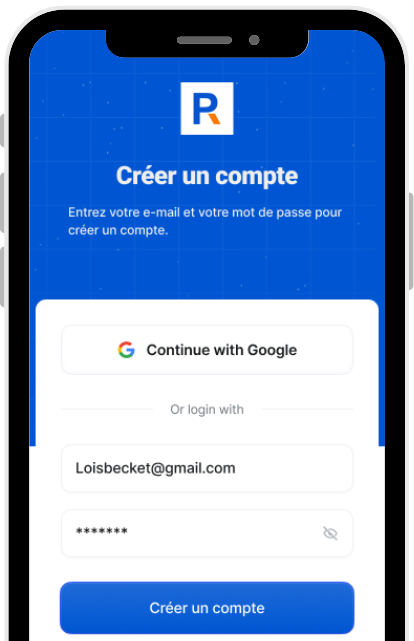 R
Créer un compte
Entrez votre e-mail et votre mot de passe pour
créer un compte.
Continue with Google
Or login with
Loisbecket@gmail.com
*******
Créer un compte